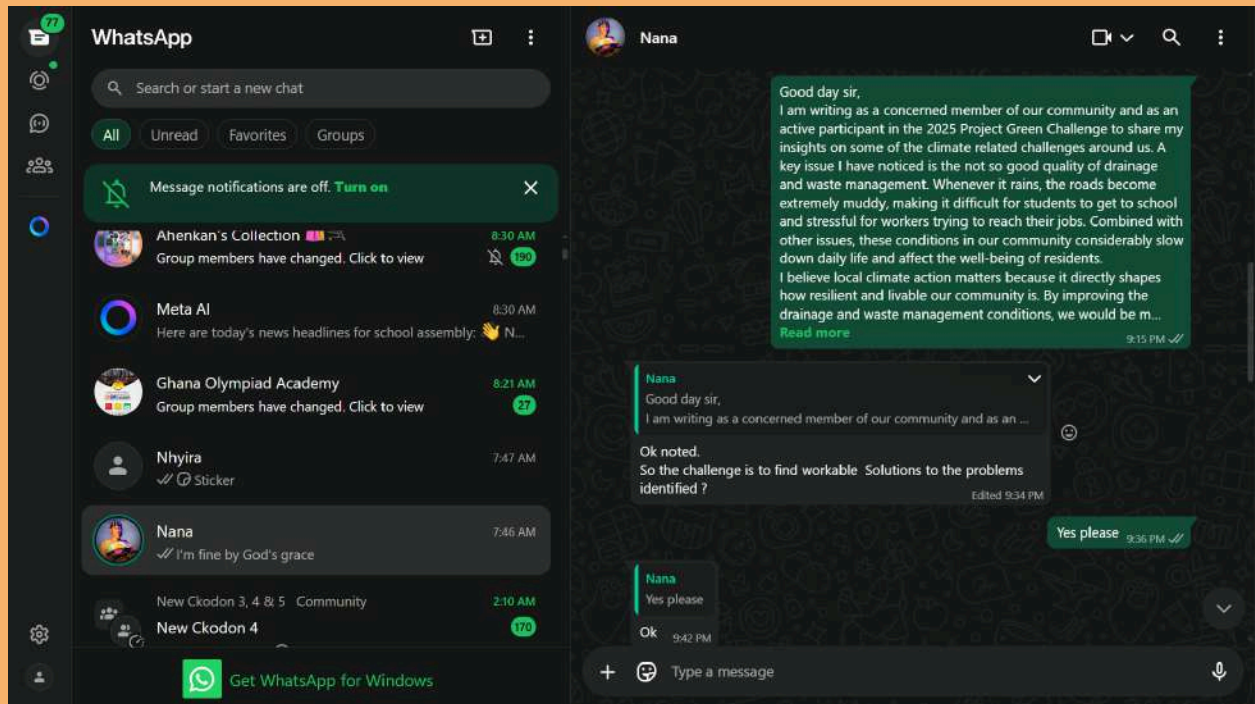 77
WhatsApp
Search or start a new chat
All
Unread
Favorites
Groups
Message notifications are off. Turn on
Ahenkan's Collection
8:30 AM
Group members have changed. Click to view
190
Meta AI
8:30 AM
Here are today's news headlines for school assembly: 👋 N...
Ghana Olympiad Academy
8:21 AM
Group members have changed. Click to view
27
Nhyira
7:47 AM
Sticker
Nana
7:46 AM
I'm fine by God's grace
New Ckodon 3, 4 & 5 Community
2:10 AM
New Ckodon 4
170
Get WhatsApp for Windows
Nana
Good day sir,
I am writing as a concerned member of our community and as an
active participant in the 2025 Project Green Challenge to share my
insights on some of the climate related challenges around us. A
key issue I have noticed is the not so good quality of drainage
and waste management. Whenever it rains, the roads become
extremely muddy, making it difficult for students to get to school
and stressful for workers trying to reach their jobs. Combined with
other issues, these conditions in our community considerably slow
down daily life and affect the well-being of residents.
I believe local climate action matters because it directly shapes
how resilient and livable our community is. By improving the
drainage and waste management conditions, we would be m...
Read more
9:15 PM
Nana
Good day sir,
I am writing as a concerned member of our community and as an ...
Ok noted.
So the challenge is to find workable Solutions to the problems
identified ?
Edited 9:34 PM
Yes please 9:36 PM
Nana
Yes please
Ok 9:42 PM
Type a message